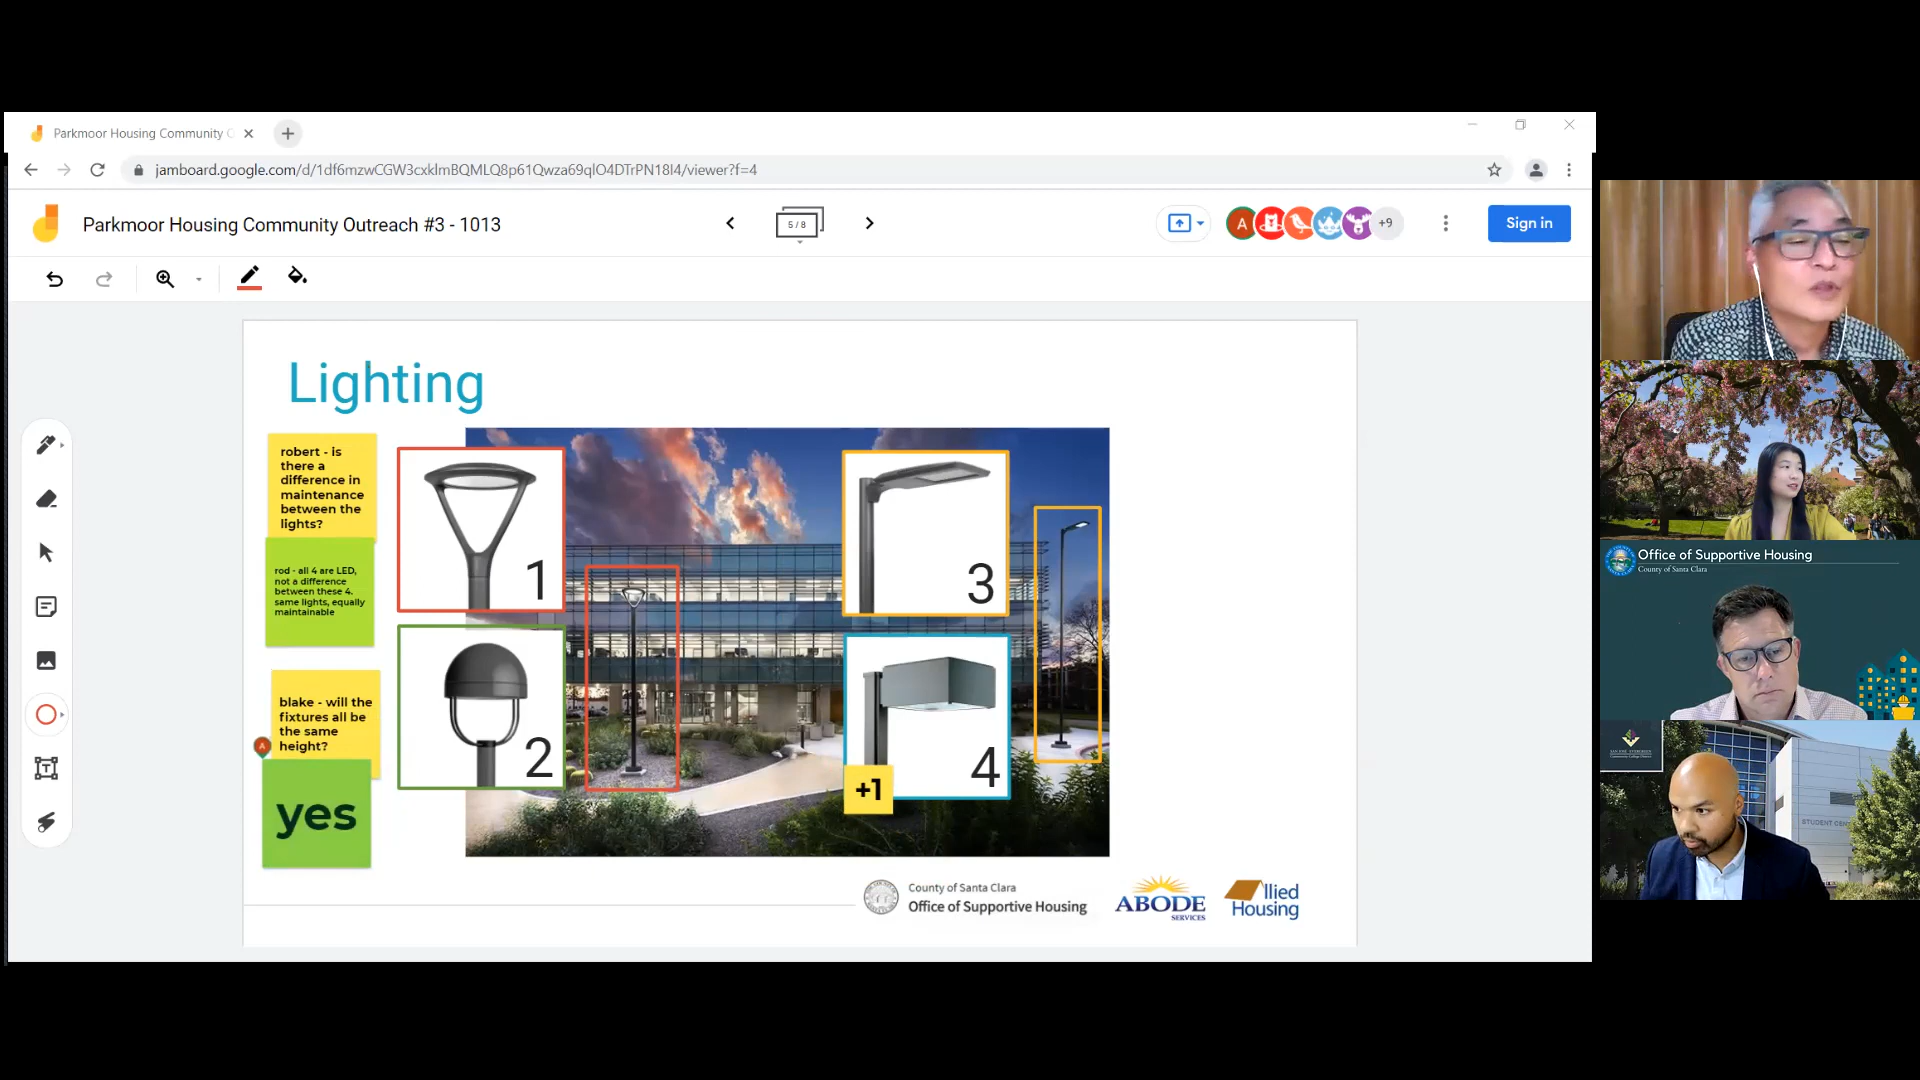 Parkmoor Housing Community O
jamboard.google.com/d/1df6mzwCGW3cxklmBQMLQ8p61Qwza69qlO4DTrPN18I4/viewer?f=4
Parkmoor Housing Community Outreach #3 - 1013
5 / 8
A
+9
Sign in
Lighting
robert - is
there a
difference in
maintenance
between the
lights?
rod - all 4 are LED,
not a difference
between these 4.
same lights, equally
maintainable
blake - will the
fixtures all be
the same
height?
A
yes
1
2
3
4
+1
County of Santa Clara
Office of Supportive Housing
ABODE
SERVICES
Allied
Housing
Office of Supportive Housing
County of Santa Clara
STUDENT CEN